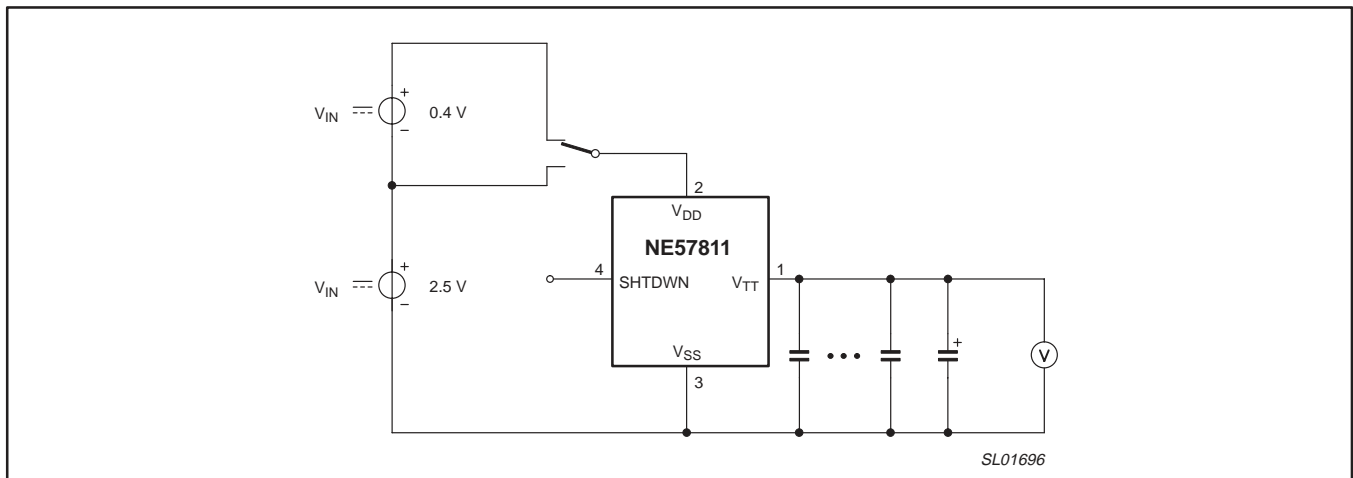 +
V_IN 0.4 V
–
2
V_DD
NE57811
+
V_IN 2.5 V
–
4
SHTDWN
V_TT
1
V_SS
3
+
V
SL01696